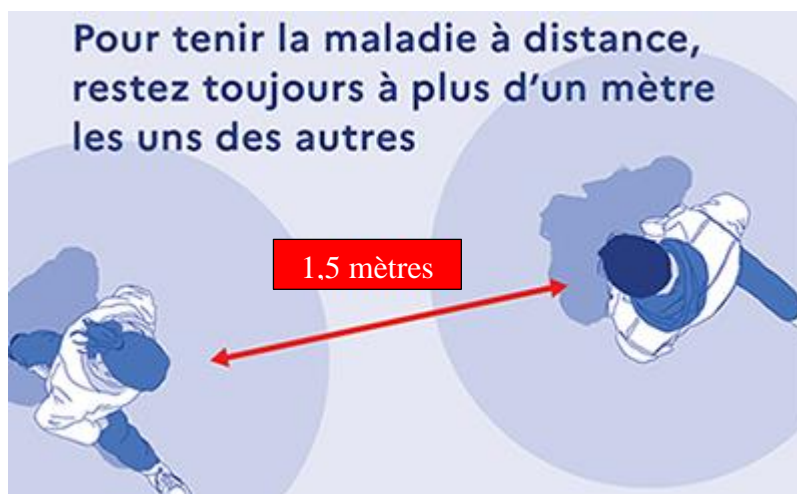 Pour tenir la maladie à distance,
restez toujours à plus d’un mètre
les uns des autres
1,5 mètres